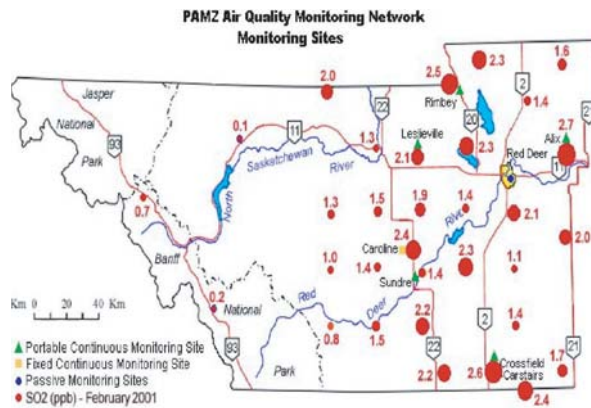 PAMZ Air Quality Monitoring Network
Monitoring Sites
Jasper
National
Park
93
0.7
Banff
0.2
National
93
Park
0.1
11
North
Saskatchewan
River
2.0
22
1.3
Leslieville
2.1
2.5
Rimbey
2.3
20
2.3
2
1.4
1.6
Alix
2.7
Red Deer
11
2
1.3
1.5
1.9
1.4
River
2.1
2.0
Caroline
2.4
1.0
1.4
Sundre
1.4
2.3
1.1
Red
Deer
0.8
1.5
2.2
22
2.2
2
1.4
21
Crossfield
Carstairs
2.6
1.7
2.4
Km 20 0 20 40 Km
Portable Continuous Monitoring Site
Fixed Continuous Monitoring Site
Passive Monitoring Sites
SO2 (ppb) - February 2001